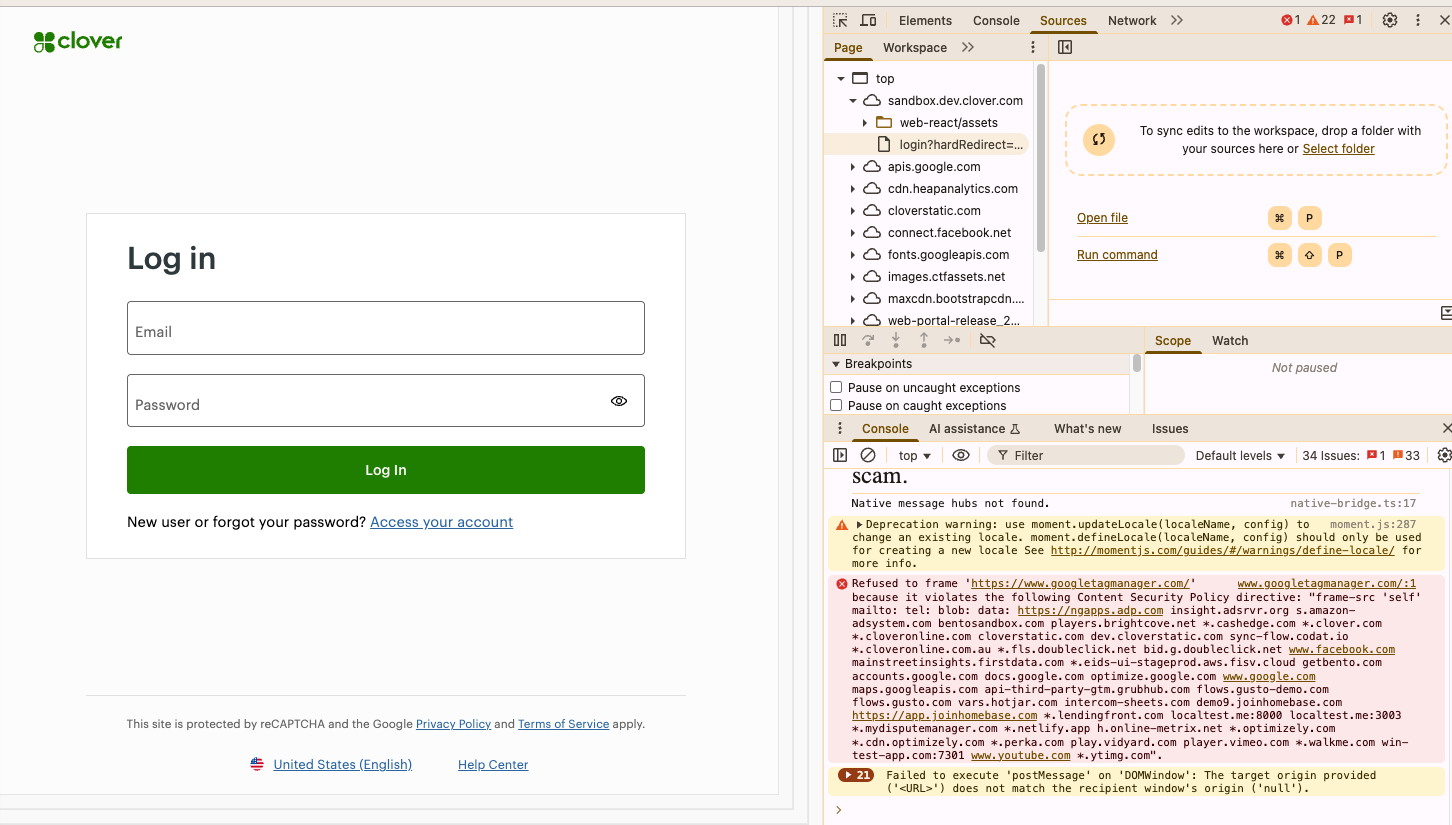 clover
Log in
Email
Password
Log In
New user or forgot your password? Access your account
This site is protected by reCAPTCHA and the Google Privacy Policy and Terms of Service apply.
United States (English) Help Center
Elements Console Sources Network 1 22 1
Page Workspace
top
sandbox.dev.clover.com
web-react/assets
login?hardRedirect=...
apis.google.com
cdn.heapanalytics.com
cloverstatic.com
connect.facebook.net
fonts.googleapis.com
images.ctfassets.net
maxcdn.bootstrapcdn....
web-portal-release_2...
To sync edits to the workspace, drop a folder with
your sources here or Select folder
Open file ⌘ P
Run command ⌘ ⇧ P
Breakpoints
Pause on uncaught exceptions
Pause on caught exceptions
Scope Watch
Not paused
Console AI assistance What's new Issues
top Filter Default levels 34 Issues: 1 33
scam.
Native message hubs not found. native-bridge.ts:17
Deprecation warning: use moment.updateLocale(localeName, config) to moment.js:287
change an existing locale. moment.defineLocale(localeName, config) should only be used
for creating a new locale See http://momentjs.com/guides/#/warnings/define-locale/ for
more info.
Refused to frame 'https://www.googletagmanager.com/' www.googletagmanager.com/:1
because it violates the following Content Security Policy directive: "frame-src 'self'
mailto: tel: blob: data: https://ngapps.adp.com insight.adsrvr.org s.amazon-
adsystem.com bentosandbox.com players.brightcove.net *.cashedge.com *.clover.com
*.cloveronline.com cloverstatic.com dev.cloverstatic.com sync-flow.codat.io
*.cloveronline.com.au *.fls.doubleclick.net bid.g.doubleclick.net www.facebook.com
mainstreetinsights.firstdata.com *.eids-ui-stageprod.aws.fisv.cloud getbento.com
accounts.google.com docs.google.com optimize.google.com www.google.com
maps.googleapis.com api-third-party-gtm.grubhub.com flows.gusto-demo.com
flows.gusto.com vars.hotjar.com intercom-sheets.com demo9.joinhomebase.com
https://app.joinhomebase.com *.lendingfront.com localtest.me:8000 localtest.me:3003
*.mydisputemanager.com *.netlify.app h.online-metrix.net *.optimizely.com
*.cdn.optimizely.com *.perka.com play.vidyard.com player.vimeo.com *.walkme.com win-
test-app.com:7301 www.youtube.com *.ytimg.com".
21 Failed to execute 'postMessage' on 'DOMWindow': The target origin provided
('<URL>') does not match the recipient window's origin ('null').